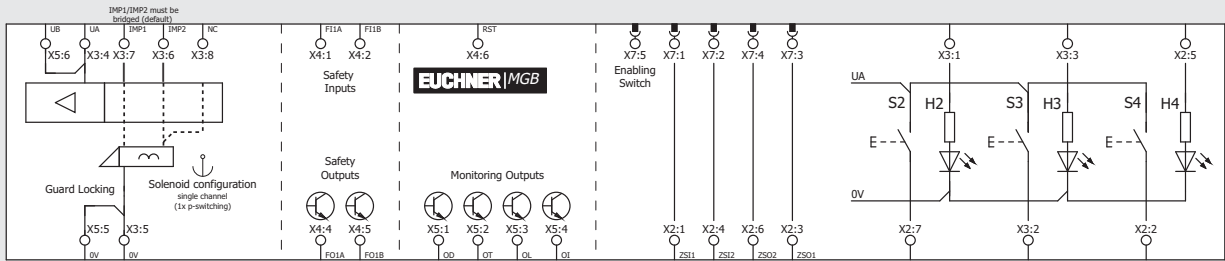 IMP1/IMP2 must be
bridged (default)
UB UA IMP1 IMP2 NC FI1A FI1B RST
X5:6 X3:4 X3:7 X3:6 X3:8 X4:1 X4:2 X4:6 X7:5 X7:1 X7:2 X7:4 X7:3 X3:1 X3:3 X2:5
Safety
Inputs
EUCHNER MGB
Enabling
Switch
UA
S2 H2 S3 H3 S4 H4
E E E
Guard Locking
Solenoid configuration
single channel
(1x p-switching)
Safety
Outputs
Monitoring Outputs
0V
X5:5 X3:5 X4:4 X4:5 X5:1 X5:2 X5:3 X5:4 X2:1 X2:4 X2:6 X2:3 X2:7 X3:2 X2:2
0V 0V FO1A FO1B OD OT OL OI ZSI1 ZSI2 ZSO2 ZSO1